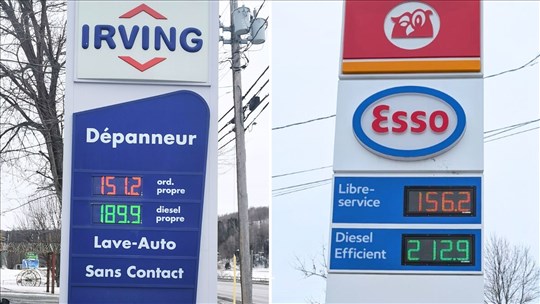 IRVING
Dépanneur
151.2 ord. propre
189.9 diesel propre
Lave-Auto
Sans Contact
Esso
Libre-service 156.2
Diesel Efficient 212.9